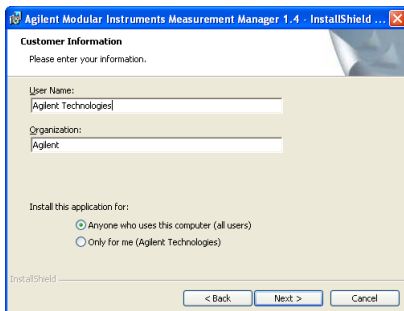 Agilent Modular Instruments Measurement Manager 1.4 - InstallShield ...
Customer Information
Please enter your information.
User Name:
Agilent Technologies
Organization:
Agilent
Install this application for:
Anyone who uses this computer (all users)
Only for me (Agilent Technologies)
InstallShield
< Back Next > Cancel